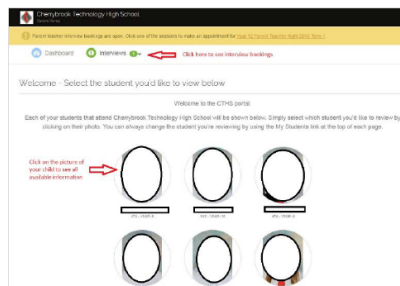 Cherrybrook Technology High School
Parent Portal
Parent teacher interview bookings are open. Click one of the sessions to make an appointment for Year 12 Parent Teacher Night 2016 Term 1
Dashboard Interviews Click here to see interview bookings
Welcome - Select the student you'd like to view below
Welcome to the CTHS portal
Each of your students that attend Cherrybrook Technology High School will be shown below. Simply select which student you'd like to review by
clicking on their photo. You can always change the student you're reviewing by using the My Students link at the top of each page.
Click on the picture of
your child to see all
available information